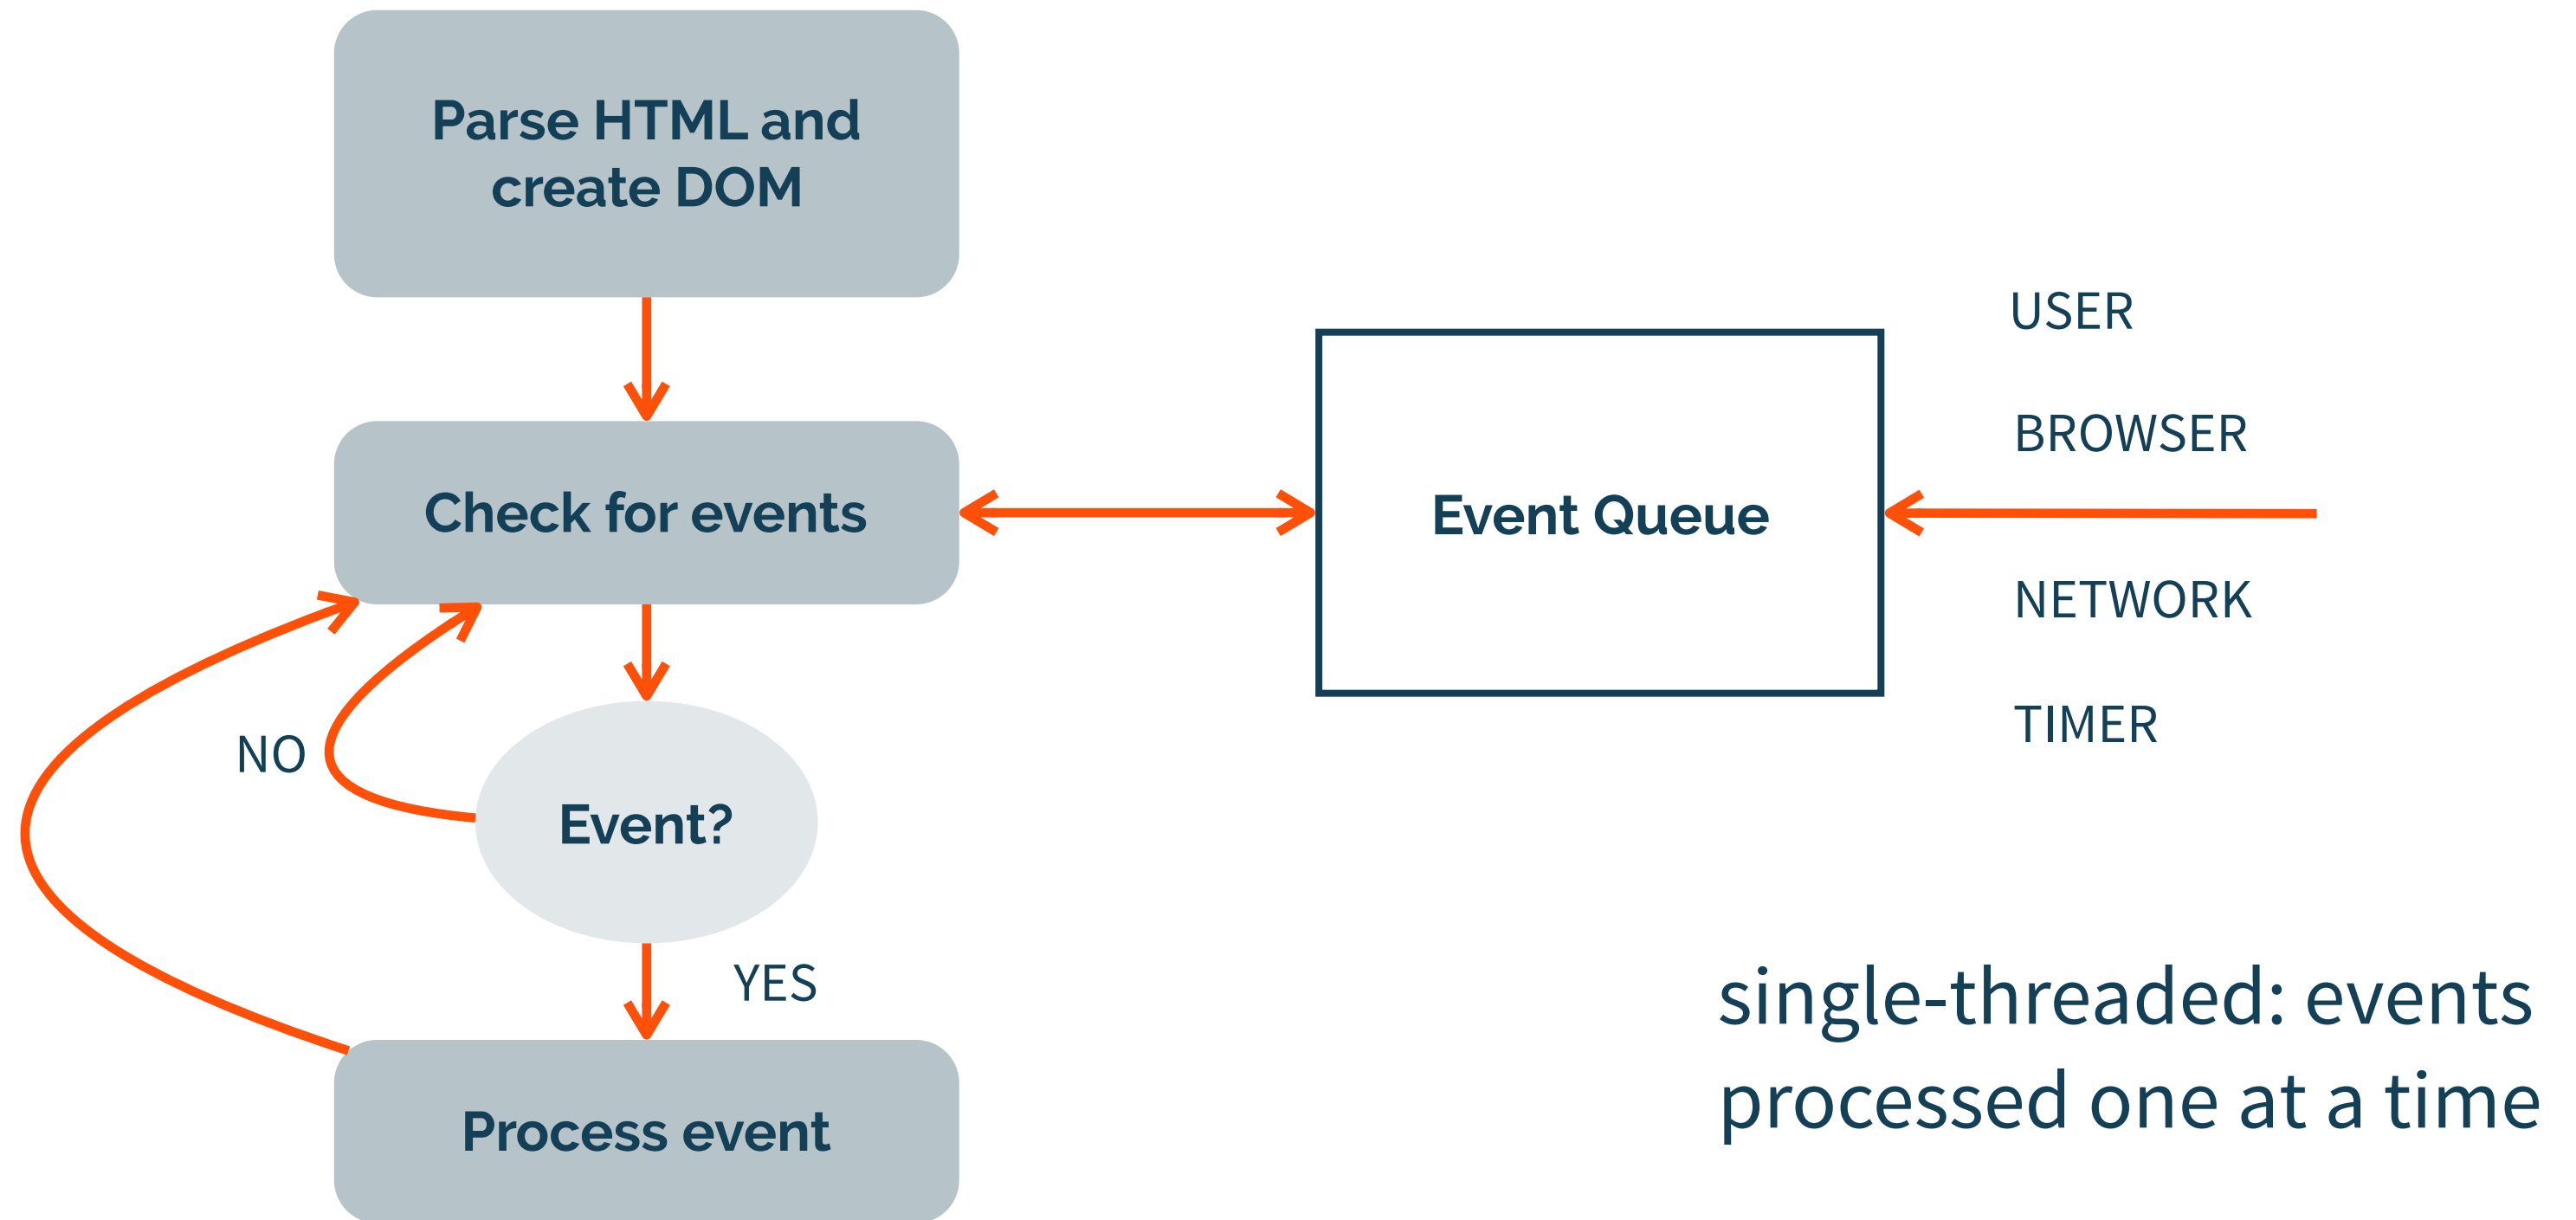 Parse HTML and
create DOM
Check for events
Event Queue
USER
BROWSER
NETWORK
TIMER
NO
Event?
YES
Process event
single-threaded: events
processed one at a time